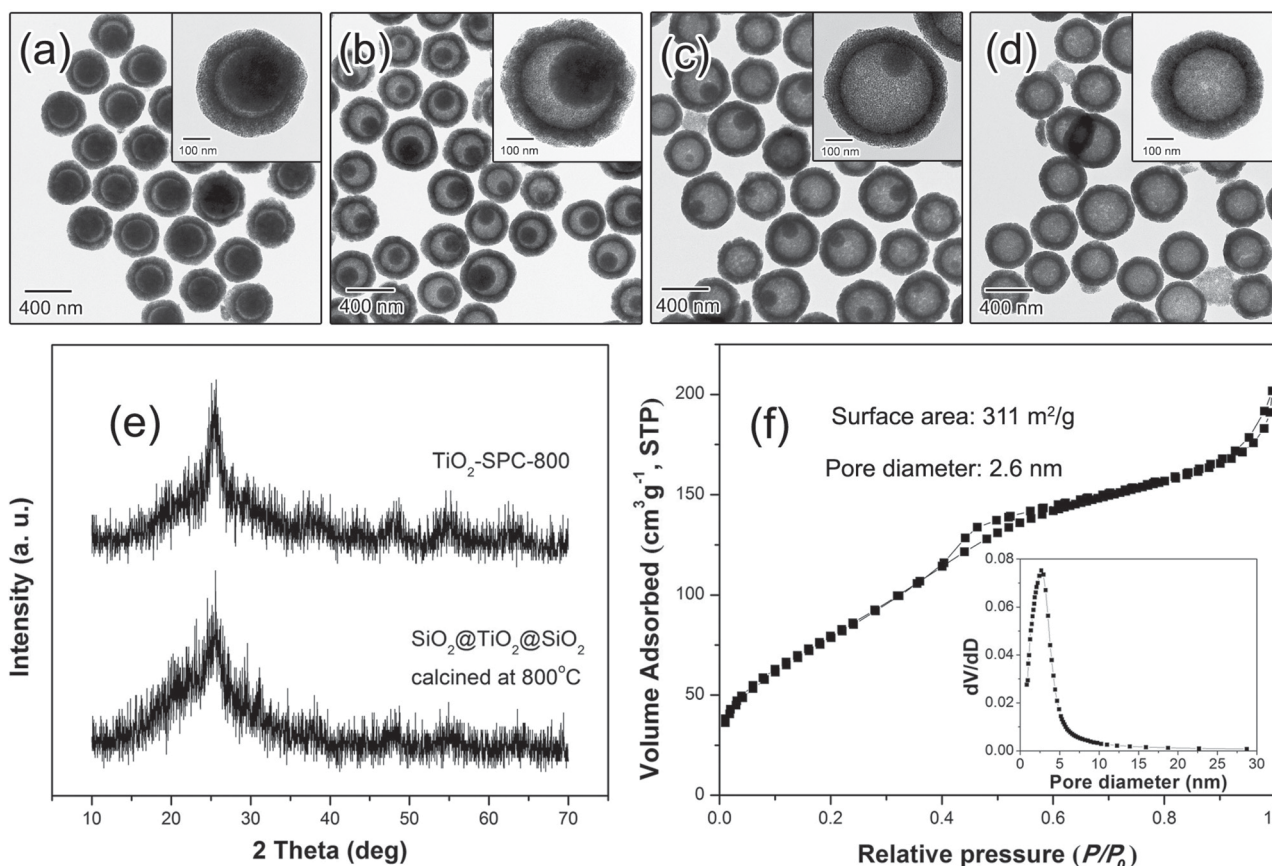 (a)
100 nm
400 nm
(b)
100 nm
400 nm
(c)
100 nm
400 nm
(d)
100 nm
400 nm
(e)
TiO2-SPC-800
SiO2@TiO2@SiO2
calcined at 800°C
Intensity (a. u.)
10 20 30 40 50 60 70
2 Theta (deg)
(f)
Surface area: 311 m²/g
Pore diameter: 2.6 nm
Volume Adsorbed (cm³ g⁻¹, STP)
200
150
100
50
0
0.0 0.2 0.4 0.6 0.8 1
Relative pressure (P/P0)
dV/dD
0.08
0.06
0.04
0.02
0.00
0 5 10 15 20 25 30
Pore diameter (nm)